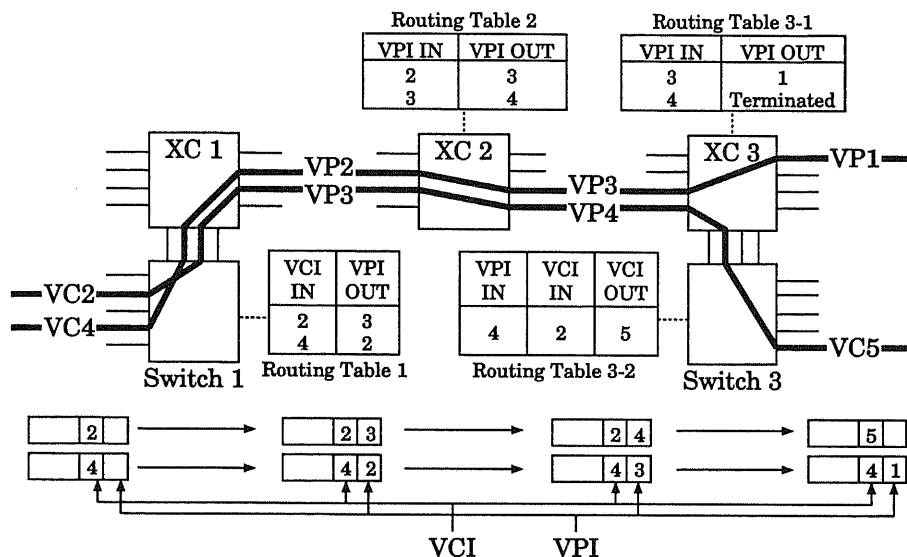 Routing Table 2
VPI IN VPI OUT
2 3
3 4
Routing Table 3-1
VPI IN VPI OUT
3 1
4 Terminated
XC 1
XC 2
XC 3
VP2
VP3
VP3
VP4
VP1
VC2
VC4
Switch 1
VCI IN VPI OUT
2 3
4 2
Routing Table 1
VPI IN VCI IN VCI OUT
4 2 5
Routing Table 3-2
Switch 3
VC5
2
2 3
2 4
5
4
4 2
4 3
4 1
VCI
VPI